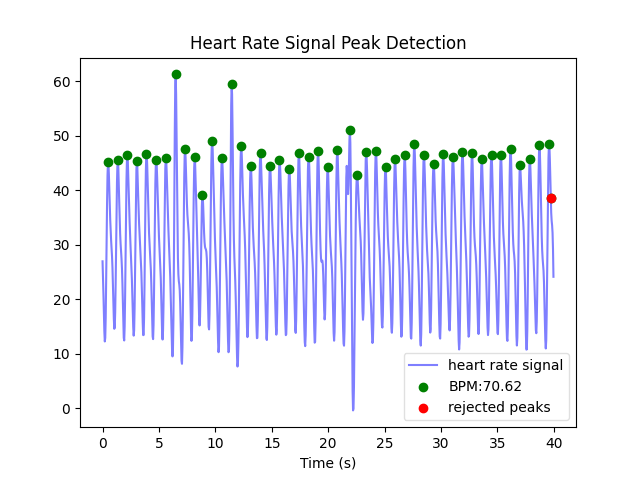 Heart Rate Signal Peak Detection
60
50
40
30
20
10
0
0 5 10 15 20 25 30 35 40
Time (s)
heart rate signal
BPM:70.62
rejected peaks